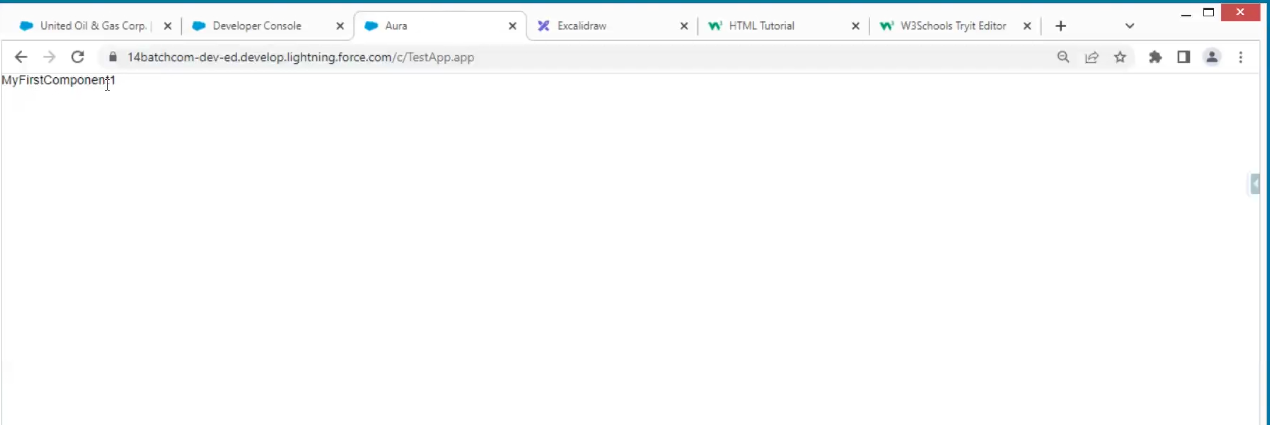 United Oil & Gas Corp. |
Developer Console
Aura
Excalidraw
HTML Tutorial
W3Schools Tryit Editor
14batchcom-dev-ed.develop.lightning.force.com/c/TestApp.app
MyFirstComponent1